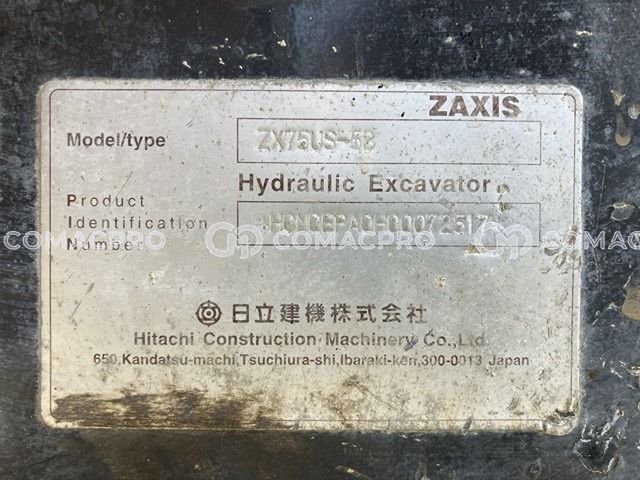 ZAXIS
Model/type ZX75US-5B
Hydraulic Excavator
Product
Identification
Number
COMACPRO COMACPRO COMACPRO
日立建機株式会社
Hitachi Construction Machinery Co.,Ltd.
650,Kandatsu-machi,Tsuchiura-shi,Ibaraki-ken,300-0013 Japan